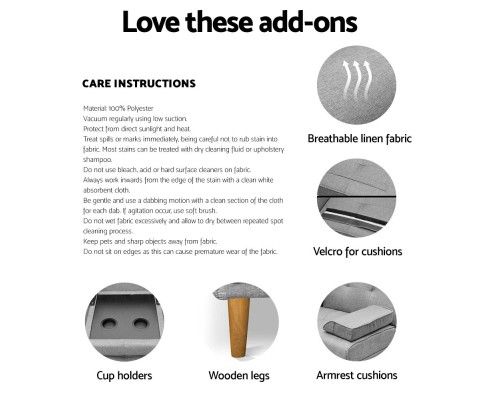 Love these add-ons
CARE INSTRUCTIONS
Material: 100% Polyester
Vacuum regularly using low suction.
Protect from direct sunlight and heat.
Treat spills or marks immediately, being careful not to rub stain into
fabric. Most stains can be treated with dry cleaning fluid or upholstery
shampoo.
Do not use bleach, acid or hard surface cleaners on fabric.
Always work inwards from the edge of the stain with a clean white
absorbent cloth.
Be gentle and use a dabbing motion with a clean section of the cloth
for each dab. If agitation occur, use soft brush.
Do not wet fabric excessively and allow to dry between repeated spot
cleaning process.
Keep pets and sharp objects away from fabric.
Do not sit on edges as this can cause premature wear of the fabric.
Breathable linen fabric
Velcro for cushions
Cup holders
Wooden legs
Armrest cushions